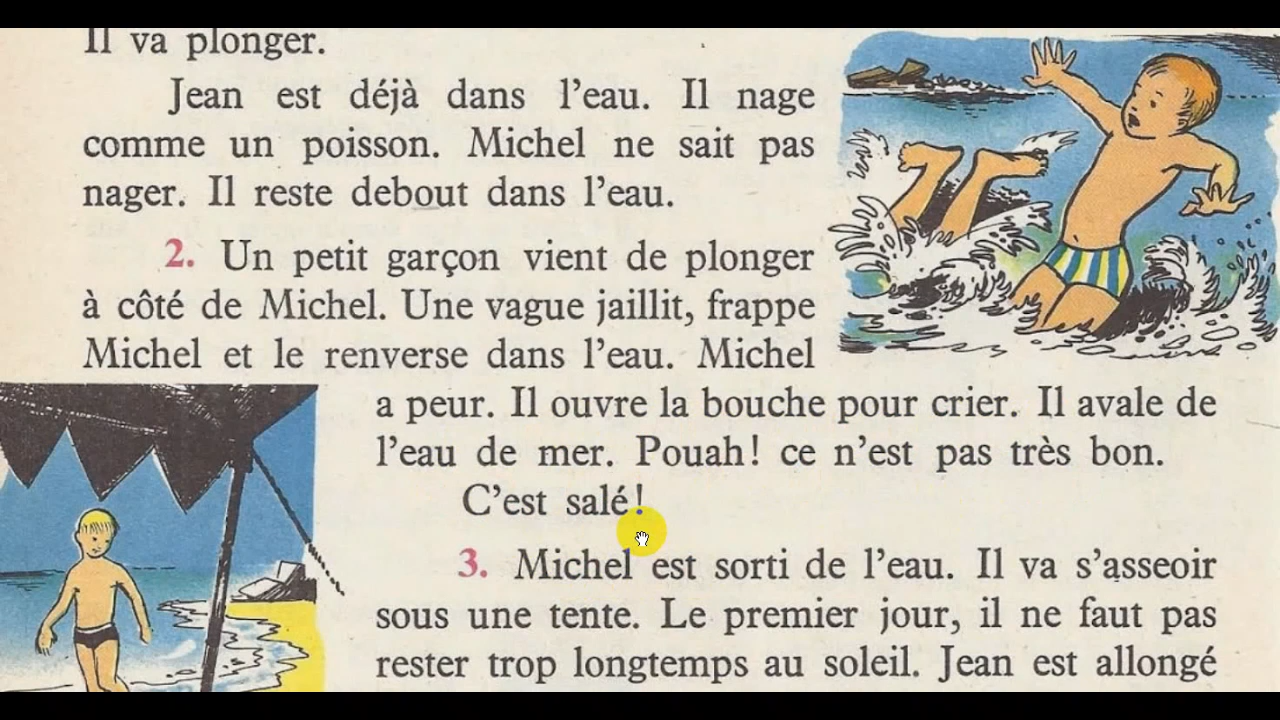 Il va plonger.
Jean est déjà dans l'eau. Il nage
comme un poisson. Michel ne sait pas
nager. Il reste debout dans l'eau.
2. Un petit garçon vient de plonger
à côté de Michel. Une vague jaillit, frappe
Michel et le renverse dans l'eau. Michel
a peur. Il ouvre la bouche pour crier. Il avale de
l'eau de mer. Pouah! ce n'est pas très bon.
C'est salé!
3. Michel est sorti de l'eau. Il va s'asseoir
sous une tente. Le premier jour, il ne faut pas
rester trop longtemps au soleil. Jean est allongé